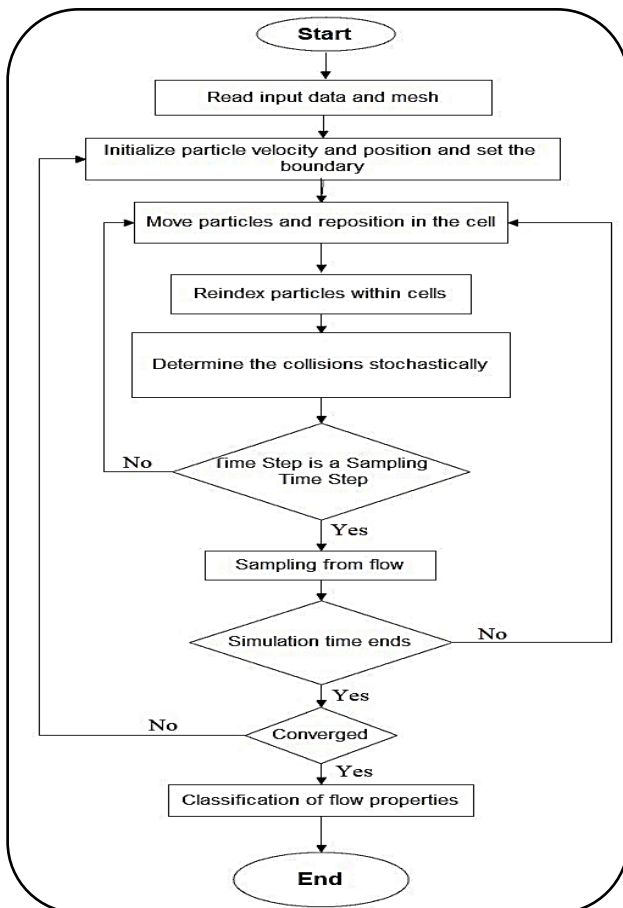 Start
Read input data and mesh
Initialize particle velocity and position and set the
boundary
Move particles and reposition in the cell
Reindex particles within cells
Determine the collisions stochastically
Time Step is a Sampling
Time Step
No
Yes
Sampling from flow
Simulation time ends
No
Yes
Converged
No
Yes
Classification of flow properties
End